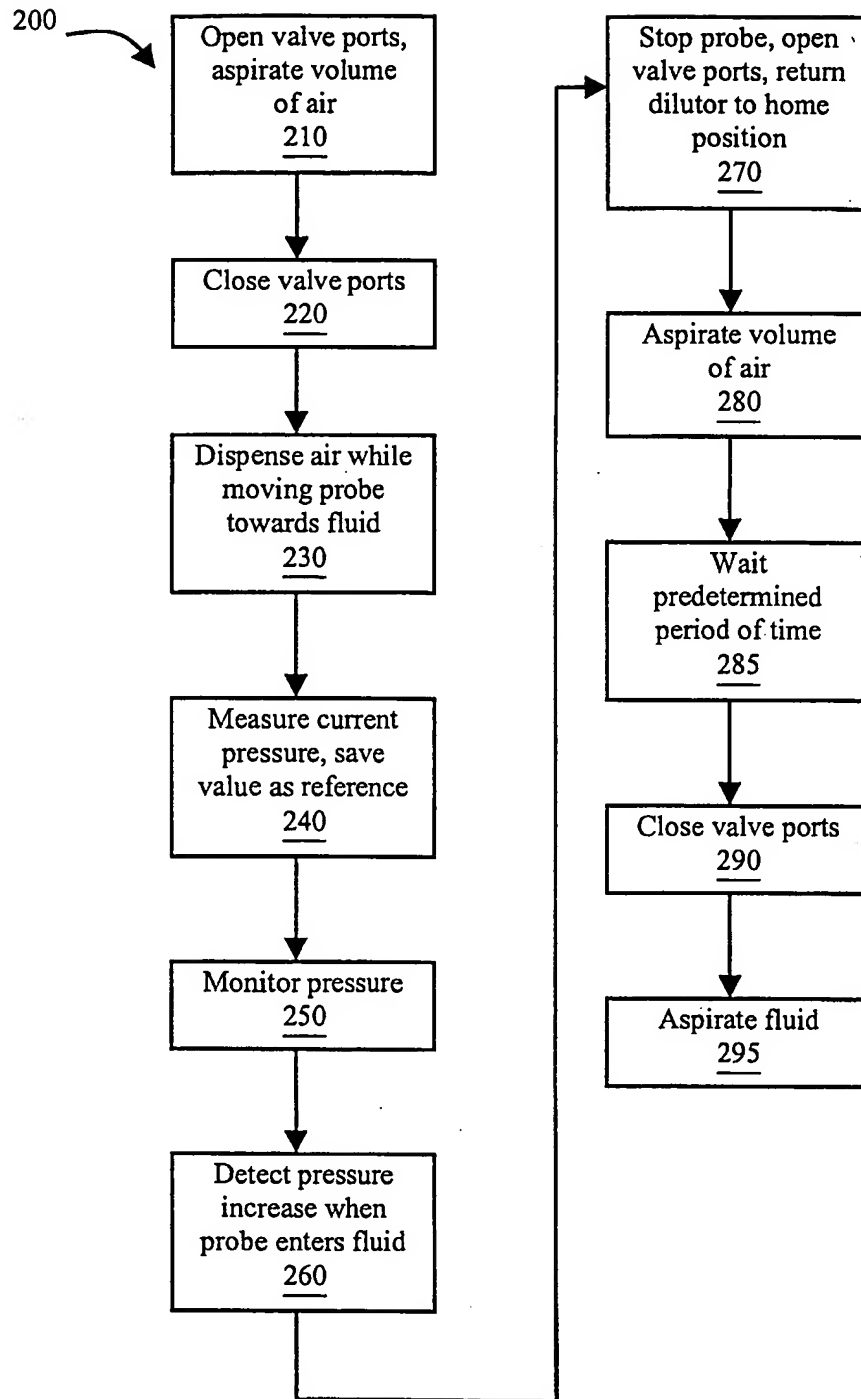 200
Open valve ports,
aspirate volume
of air
210
Close valve ports
220
Dispense air while
moving probe
towards fluid
230
Measure current
pressure, save
value as reference
240
Monitor pressure
250
Detect pressure
increase when
probe enters fluid
260
Stop probe, open
valve ports, return
dilutor to home
position
270
Aspirate volume
of air
280
Wait
predetermined
period of time
285
Close valve ports
290
Aspirate fluid
295